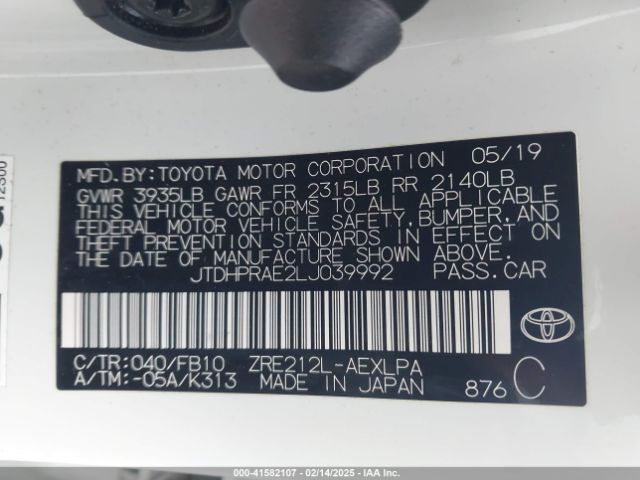 MFD.BY:TOYOTA MOTOR CORPORATION 05/19
GVWR 3935LB GAWR FR 2315LB RR 2140LB
THIS VEHICLE CONFORMS TO ALL APPLICABLE
FEDERAL MOTOR VEHICLE SAFETY,BUMPER,AND
THEFT PREVENTION STANDARDS IN EFFECT ON
THE DATE OF MANUFACTURE SHOWN ABOVE.
JTDHPRAE2LJ039992 PASS.CAR
C/TR:040/FB10 ZRE212L-AEXLPA
A/TM:-05A/K313 MADE IN JAPAN 876 C
12300
000-41582107 | 02/14/2025 | IAA Inc.